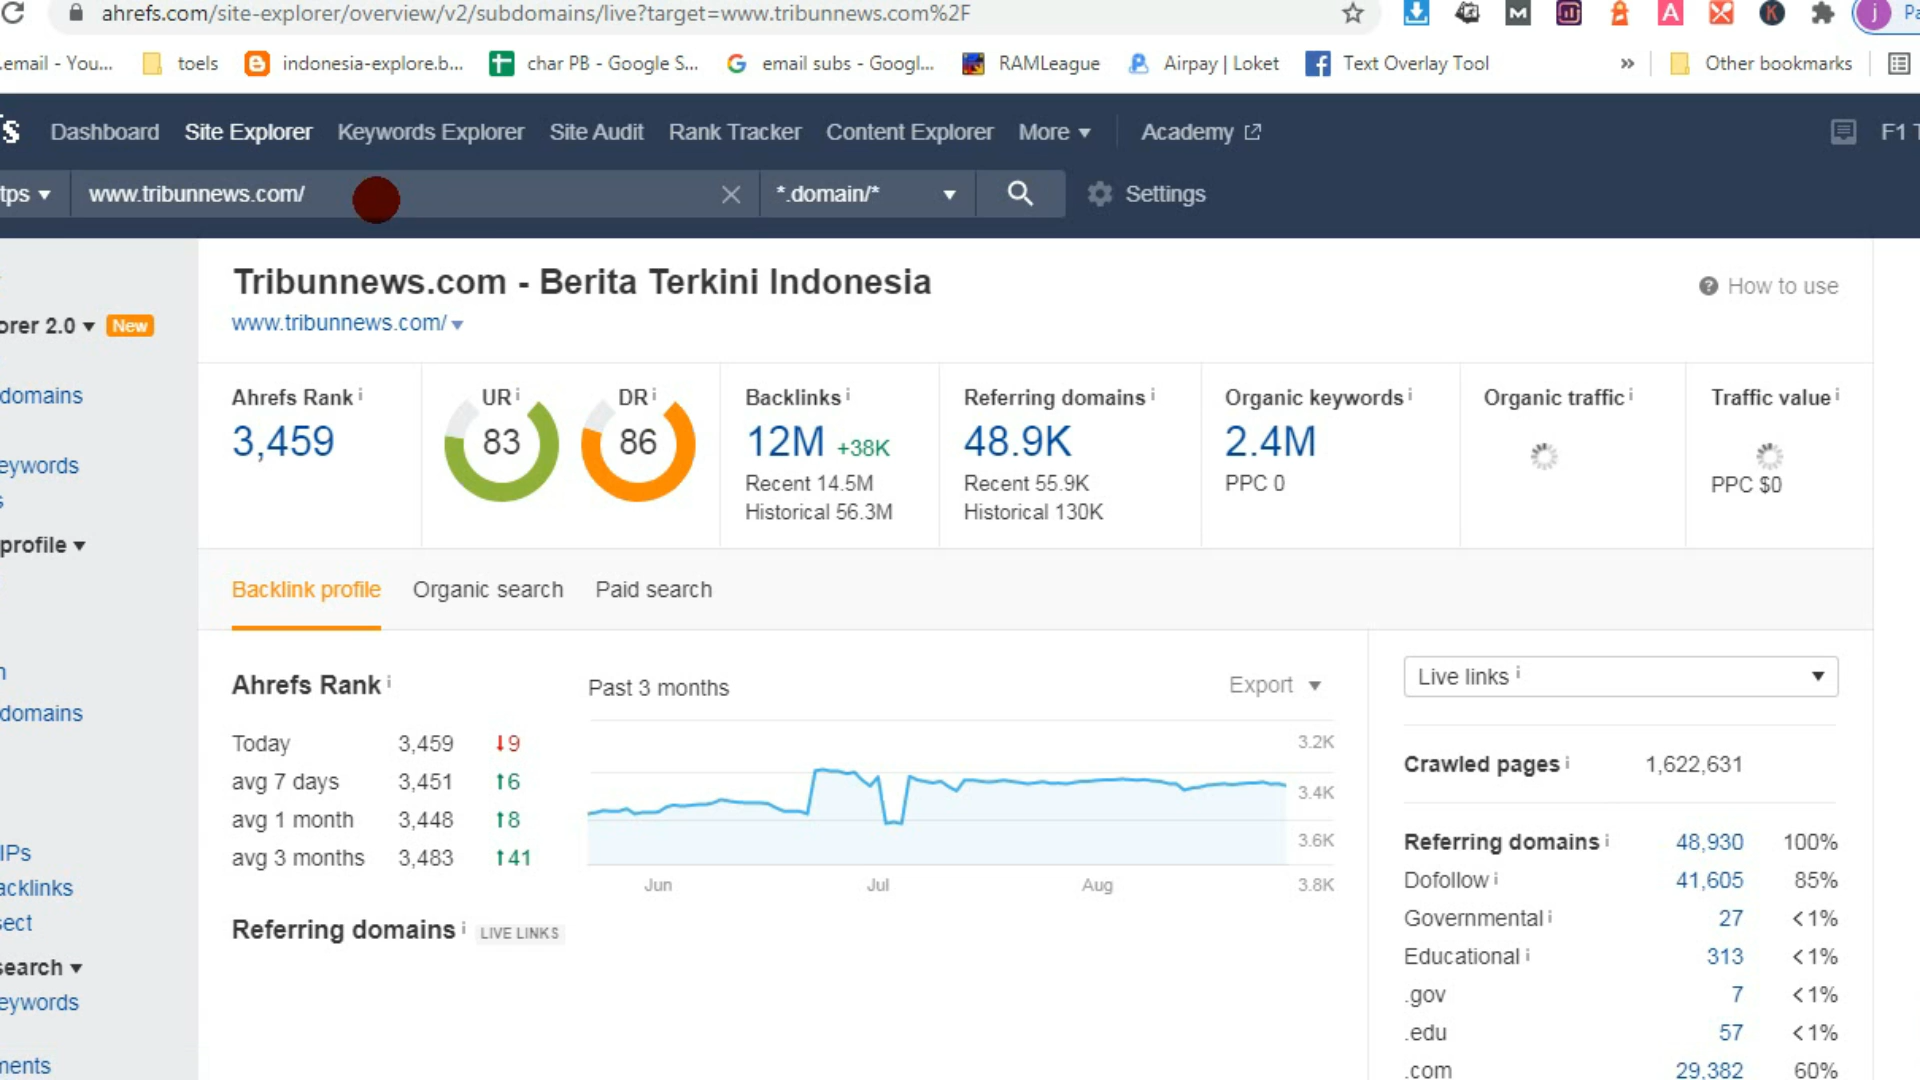 ahrefs.com/site-explorer/overview/v2/subdomains/live?target=www.tribunnews.com%2F
.email - You... toels indonesia-explore.b... char PB - Google S... email subs - Googl... RAMLeague Airpay | Loket Text Overlay Tool » Other bookmarks
Dashboard Site Explorer Keywords Explorer Site Audit Rank Tracker Content Explorer More Academy F1 T
tps www.tribunnews.com/ *.domain/* Settings
Tribunnews.com - Berita Terkini Indonesia
How to use
www.tribunnews.com/
orer 2.0 New
domains
eywords
profile
domains
IPs
acklinks
sect
search
eywords
nents
Ahrefs Rank
3,459
UR
83
DR
86
Backlinks
12M +38K
Recent 14.5M
Historical 56.3M
Referring domains
48.9K
Recent 55.9K
Historical 130K
Organic keywords
2.4M
PPC 0
Organic traffic
Traffic value
PPC $0
Backlink profile Organic search Paid search
Ahrefs Rank
Today 3,459 ↓9
avg 7 days 3,451 ↑6
avg 1 month 3,448 ↑8
avg 3 months 3,483 ↑41
Past 3 months
Export
3.2K
3.4K
3.6K
3.8K
Jun Jul Aug
Referring domains LIVE LINKS
Live links
Crawled pages 1,622,631
Referring domains 48,930 100%
Dofollow 41,605 85%
Governmental 27 <1%
Educational 313 <1%
.gov 7 <1%
.edu 57 <1%
.com 29,382 60%